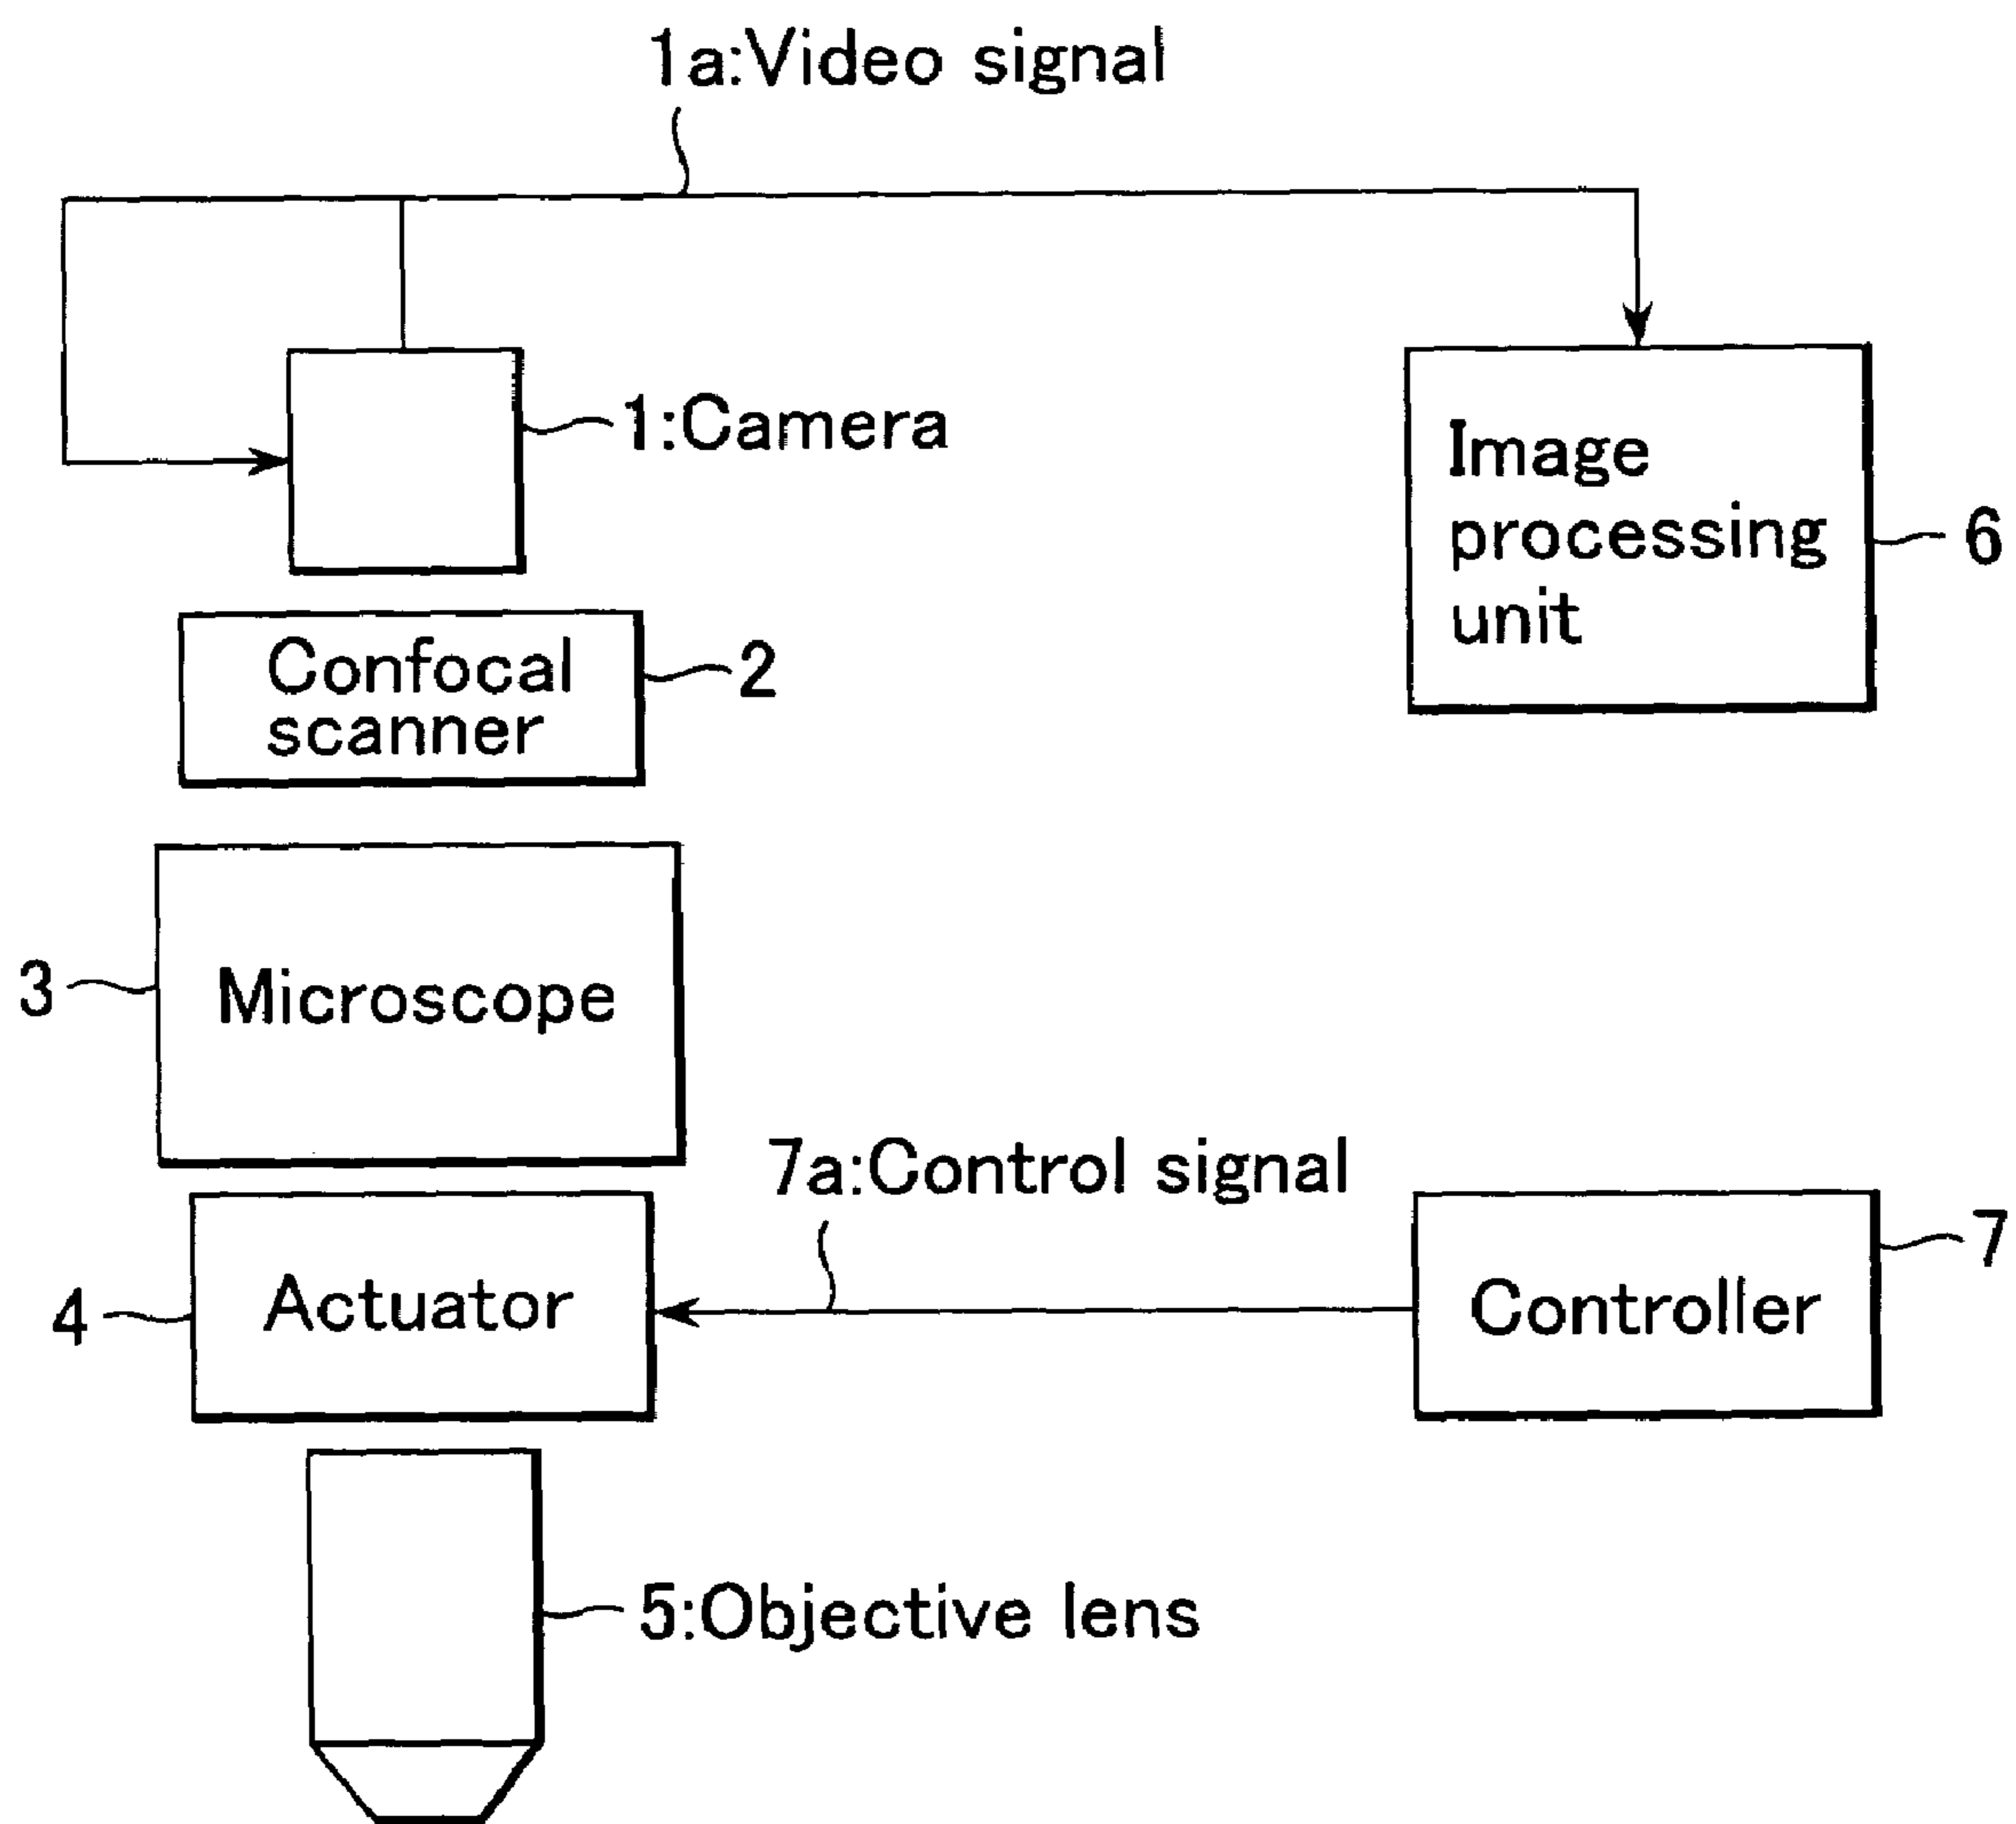 1a:Video signal
1:Camera
Image
processing
unit
6
Confocal
scanner
2
3
Microscope
7a:Control signal
4
Actuator
Controller
7
5:Objective lens